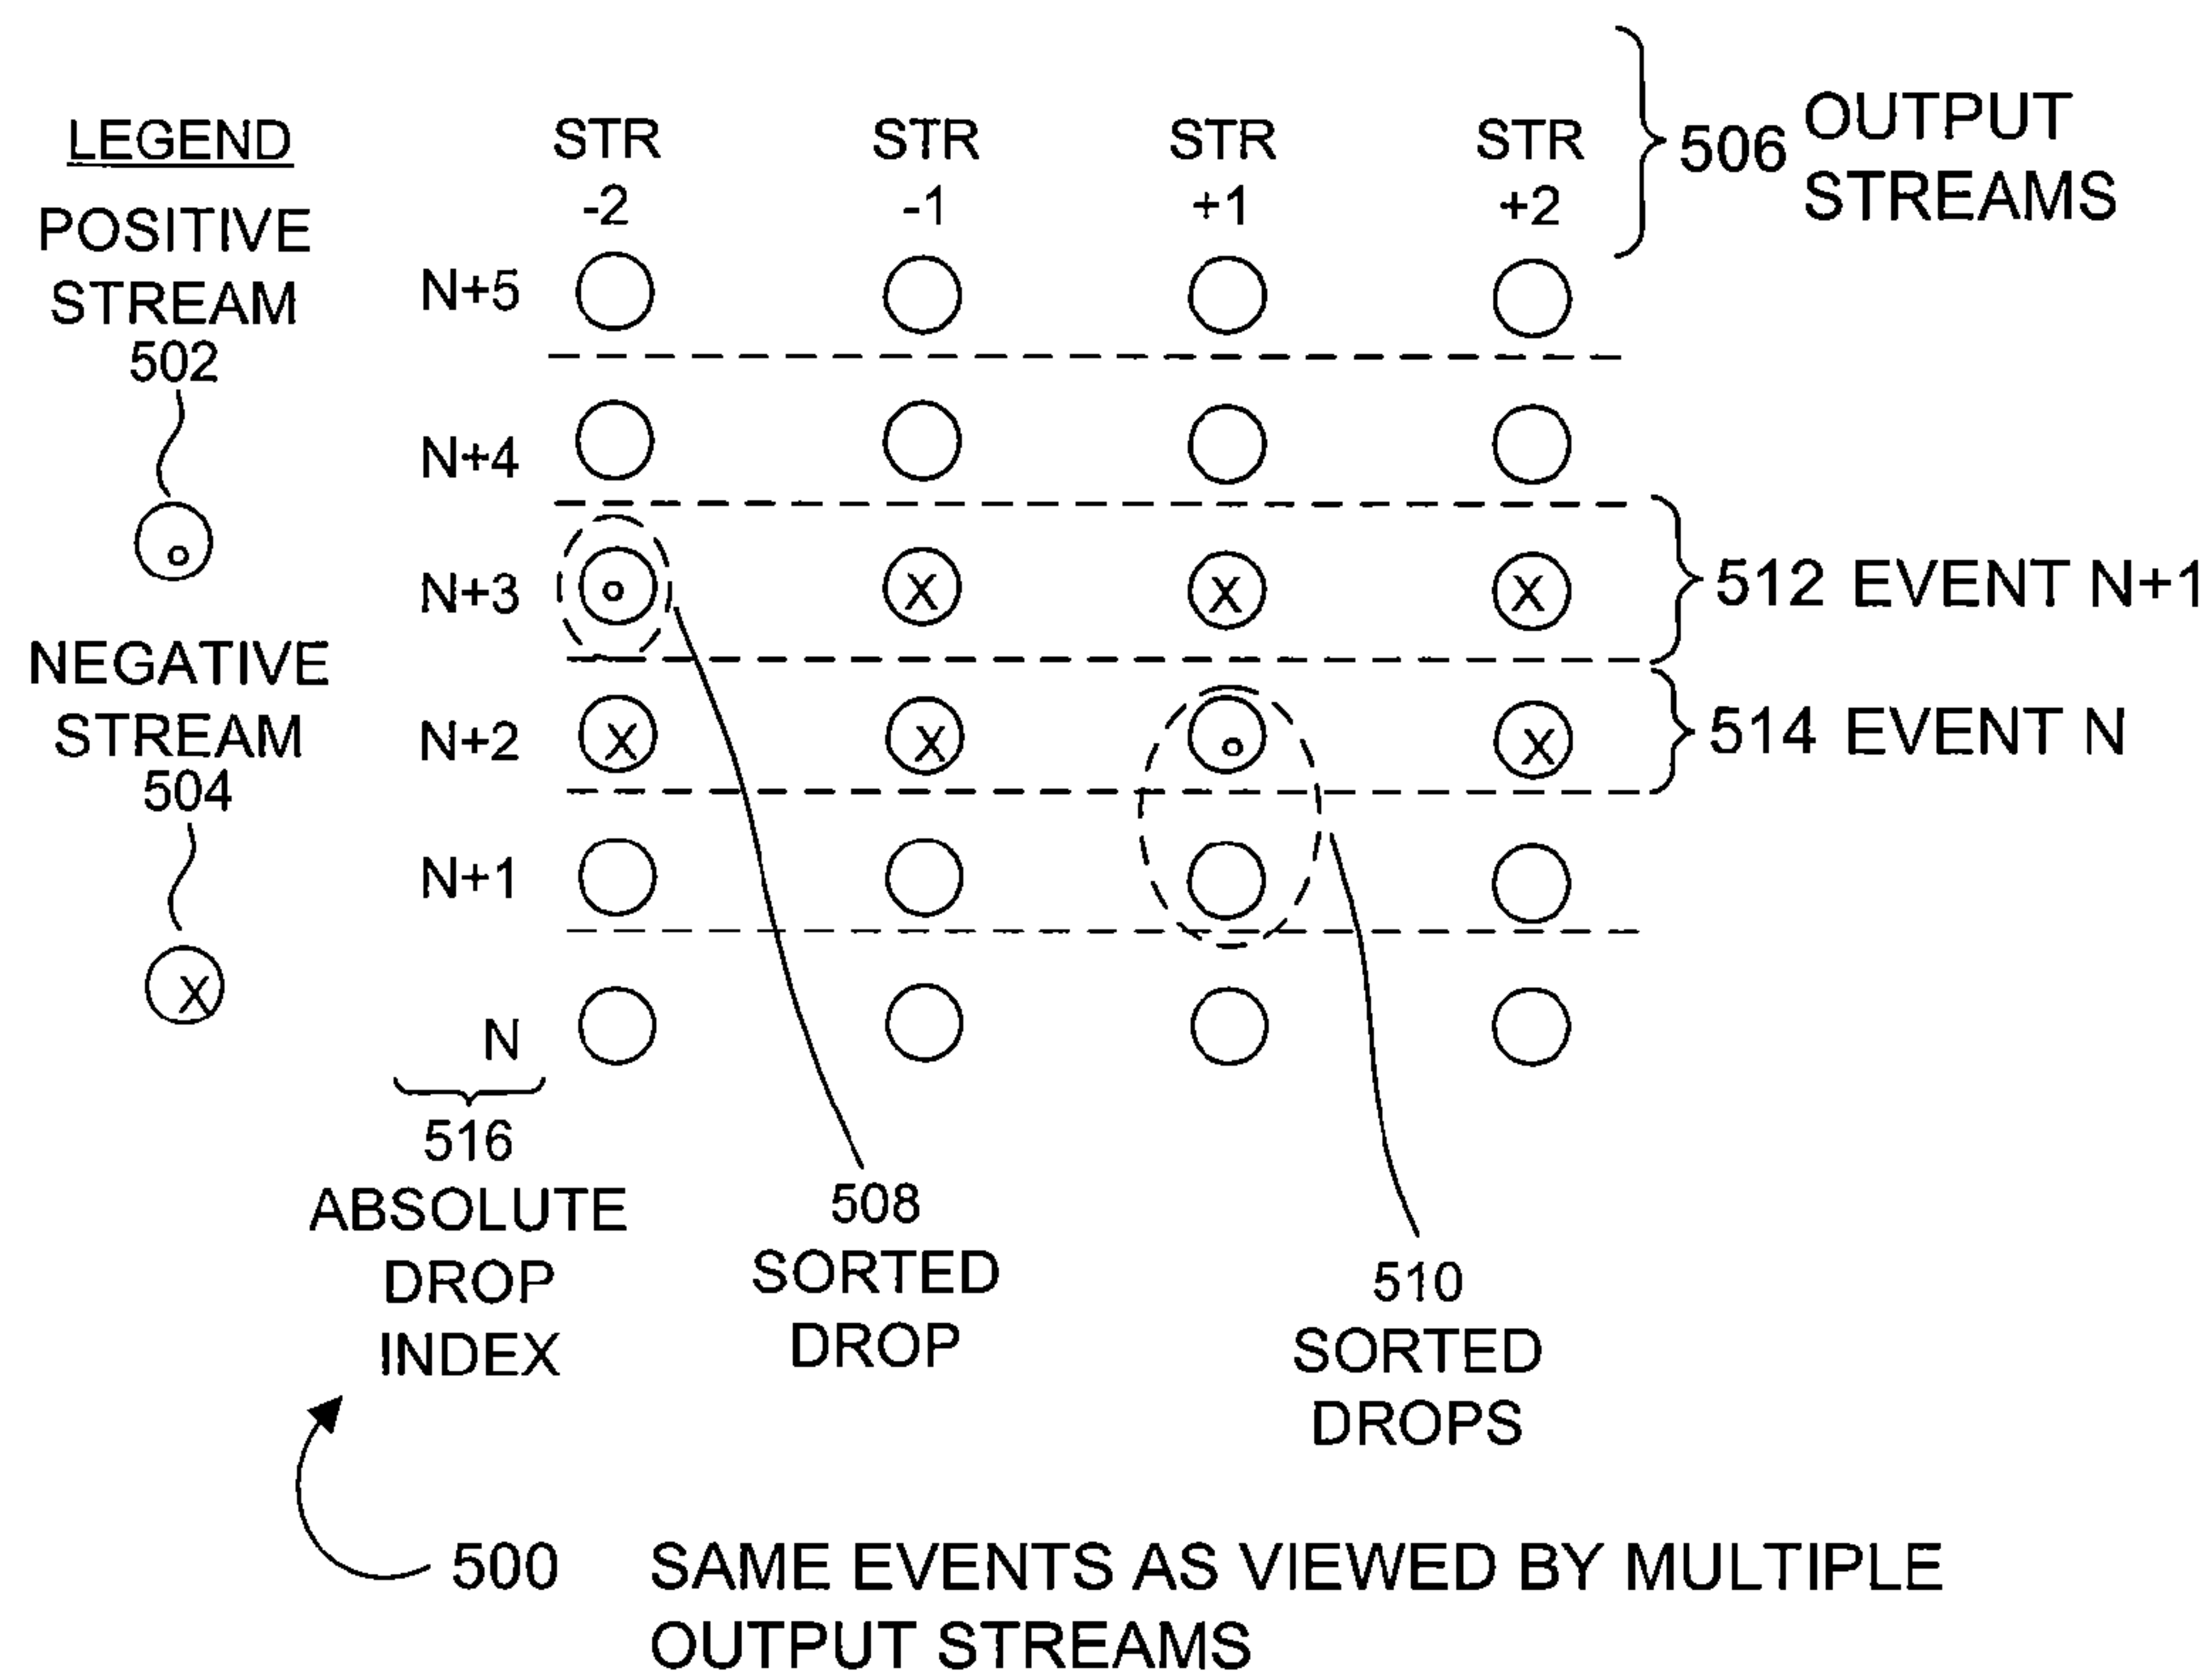 LEGEND
POSITIVE
STREAM
502
NEGATIVE
STREAM
504
X
STR STR STR STR
-2 -1 +1 +2
506 OUTPUT
STREAMS
N+5
N+4
N+3 X X X
512 EVENT N+1
N+2 X X X
514 EVENT N
N+1
N
516
ABSOLUTE
DROP
INDEX
508
SORTED
DROP
510
SORTED
DROPS
500 SAME EVENTS AS VIEWED BY MULTIPLE
OUTPUT STREAMS